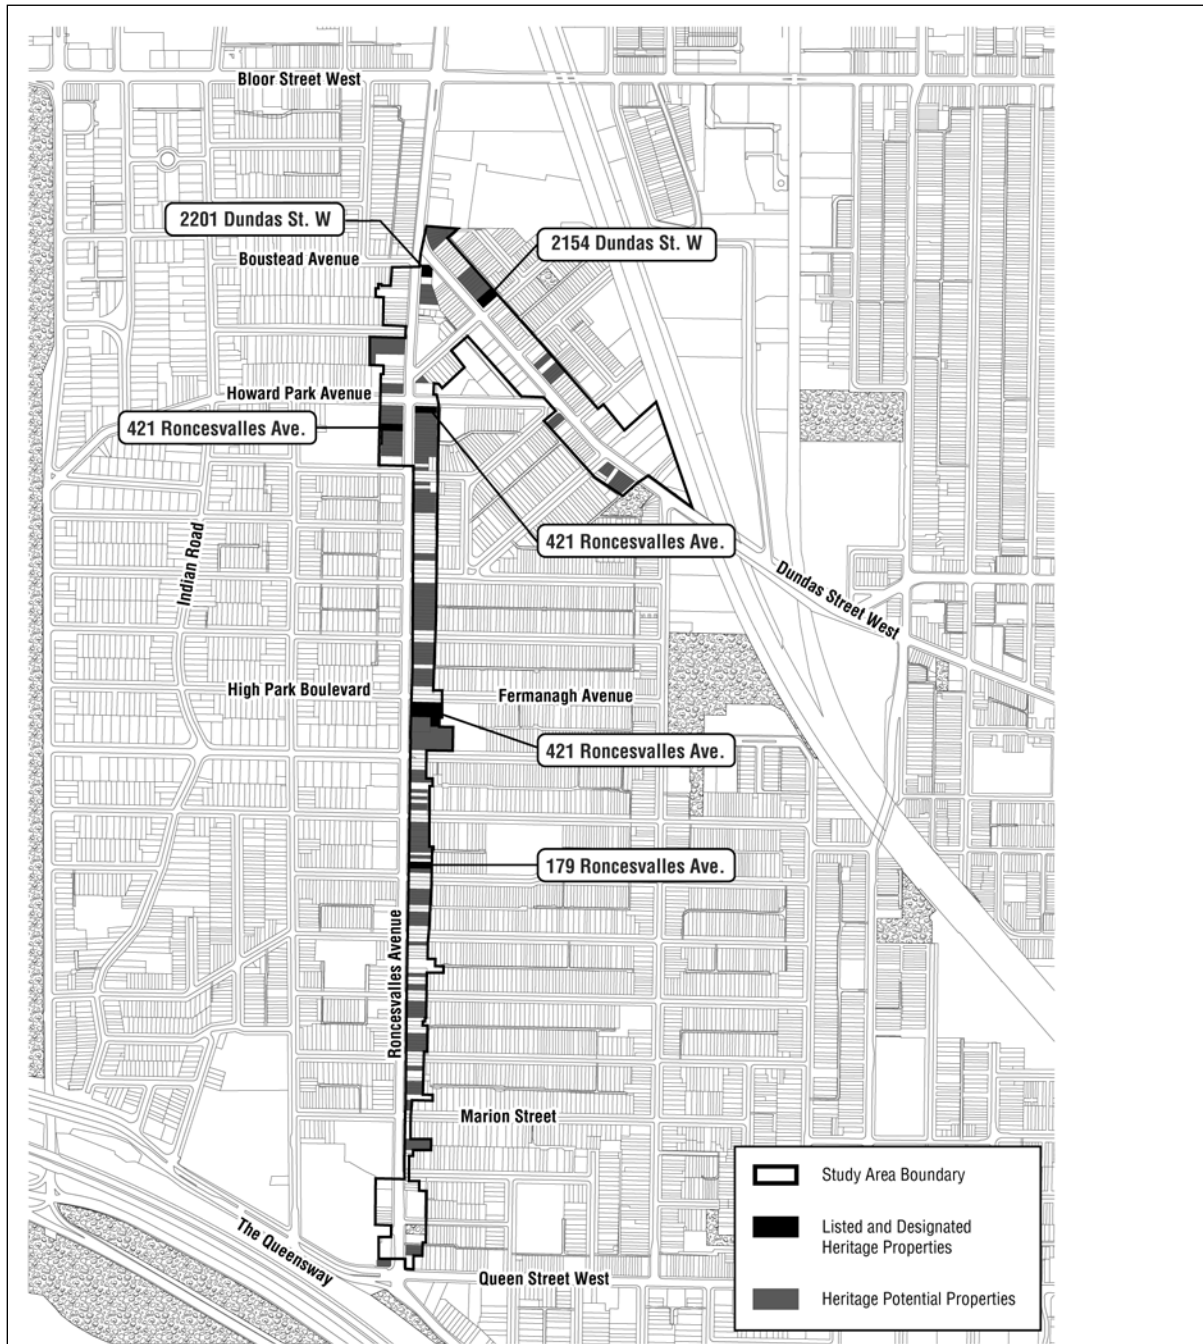 Bloor Street West
2201 Dundas St. W
2154 Dundas St. W
Boustead Avenue
Howard Park Avenue
421 Roncesvalles Ave.
421 Roncesvalles Ave.
Indian Road
Dundas Street West
High Park Boulevard
Fermanagh Avenue
421 Roncesvalles Ave.
179 Roncesvalles Ave.
Roncesvalles Avenue
Marion Street
The Queensway
Queen Street West
Study Area Boundary
Listed and Designated
Heritage Properties
Heritage Potential Properties